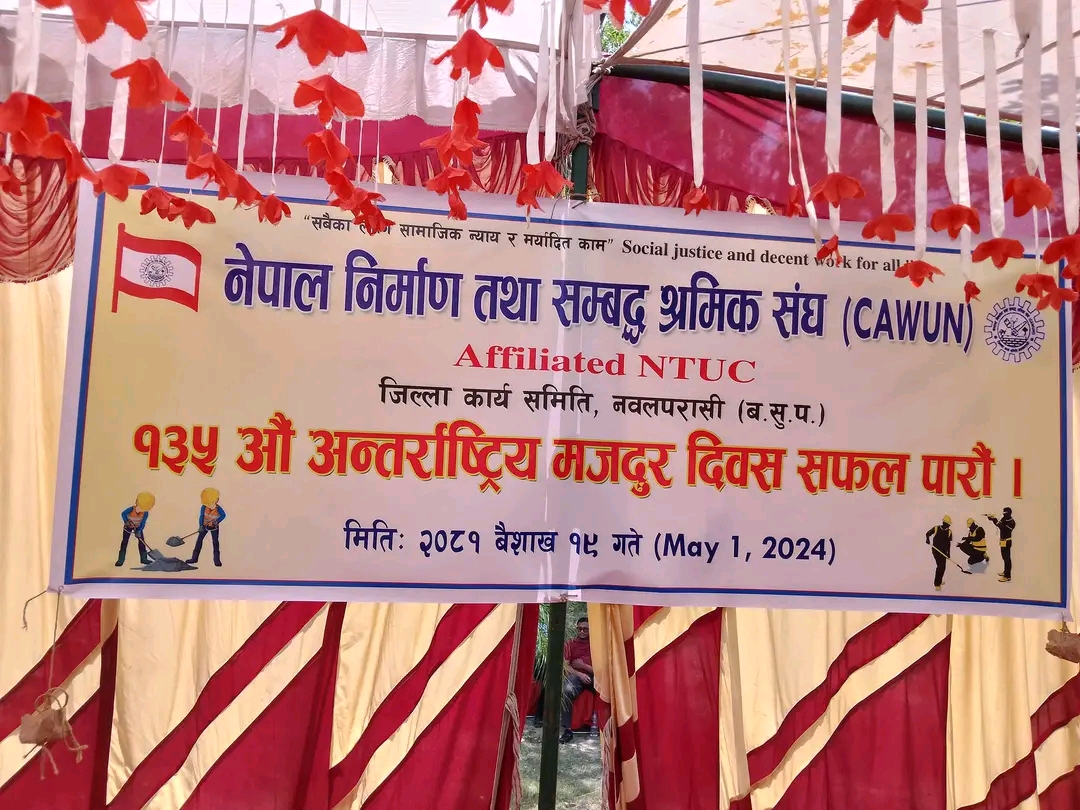 “सबैका लागि सामाजिक न्याय र मर्यादित काम” Social justice and decent work for all
नेपाल निर्माण तथा सम्बद्ध श्रमिक संघ (CAWUN)
Affiliated NTUC
जिल्ला कार्य समिति, नवलपरासी (ब.सु.प.)
१३५ औं अन्तर्राष्ट्रिय मजदुर दिवस सफल पारौं ।
मितिः २०८१ बैशाख १९ गते (May 1, 2024)